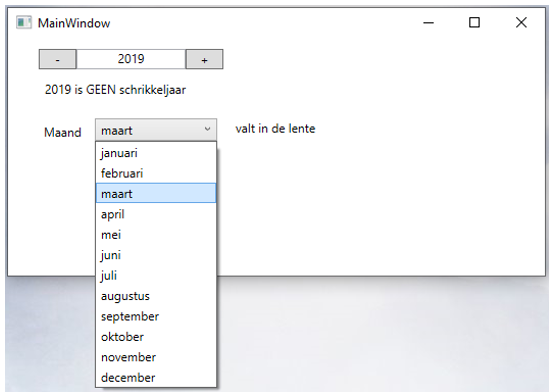 MainWindow
- 2019 +
2019 is GEEN schrikkeljaar
Maand maart valt in de lente
januari
februari
maart
april
mei
juni
juli
augustus
september
oktober
november
december